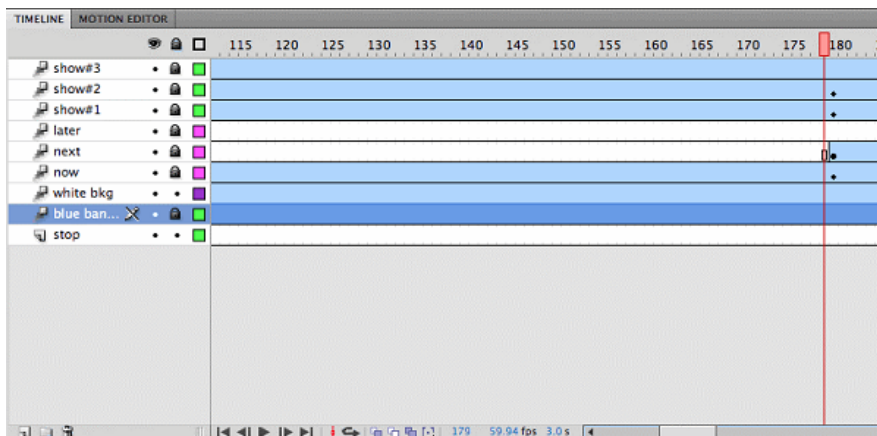 TIMELINE MOTION EDITOR
115 120 125 130 135 140 145 150 155 160 165 170 175 180
show#3
show#2
show#1
later
next
now
white bkg
blue ban...
stop
179 59.94 fps 3.0 s